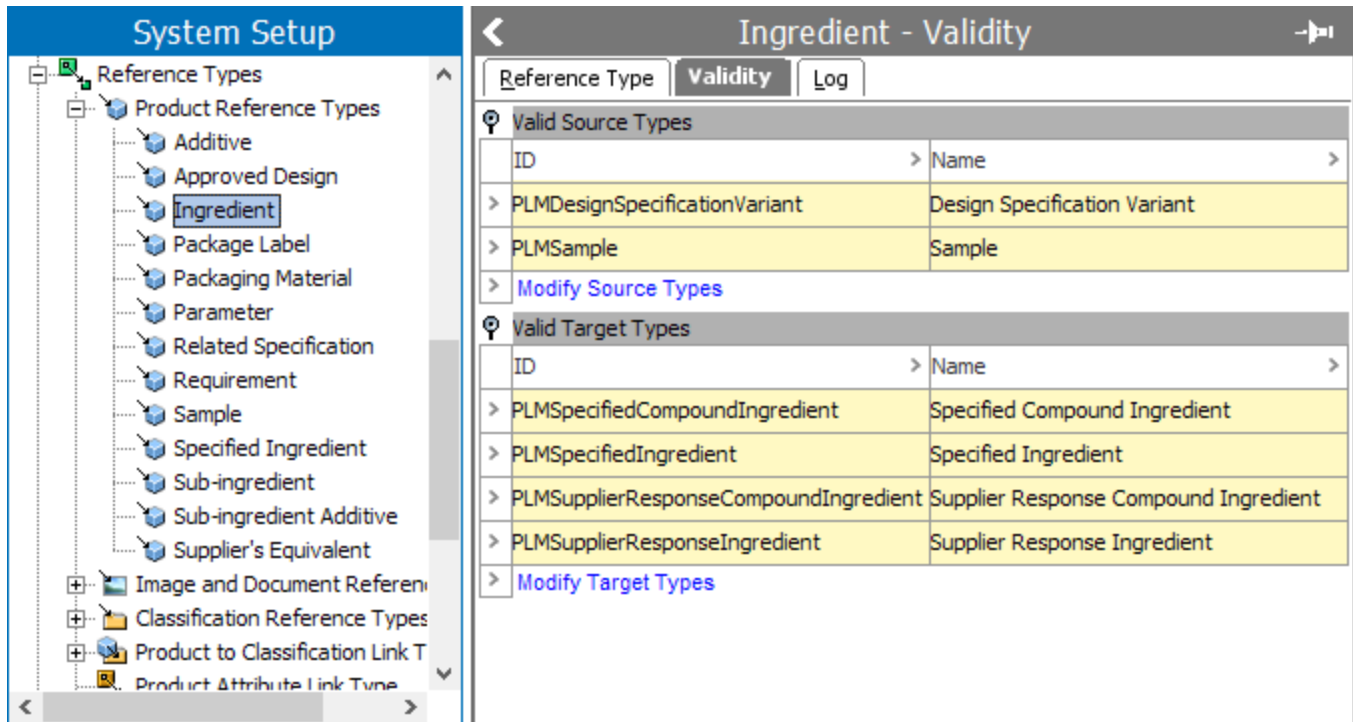 System Setup
Reference Types
Product Reference Types
Additive
Approved Design
Ingredient
Package Label
Packaging Material
Parameter
Related Specification
Requirement
Sample
Specified Ingredient
Sub-ingredient
Sub-ingredient Additive
Supplier's Equivalent
Image and Document Referen
Classification Reference Types
Product to Classification Link T
Product Attribute Link Type
Ingredient - Validity
Reference Type Validity Log
Valid Source Types
ID > Name >
> PLMDesignSpecificationVariant Design Specification Variant
> PLMSample Sample
> Modify Source Types
Valid Target Types
ID > Name >
> PLMSpecifiedCompoundIngredient Specified Compound Ingredient
> PLMSpecifiedIngredient Specified Ingredient
> PLMSupplierResponseCompoundIngredient Supplier Response Compound Ingredient
> PLMSupplierResponseIngredient Supplier Response Ingredient
> Modify Target Types